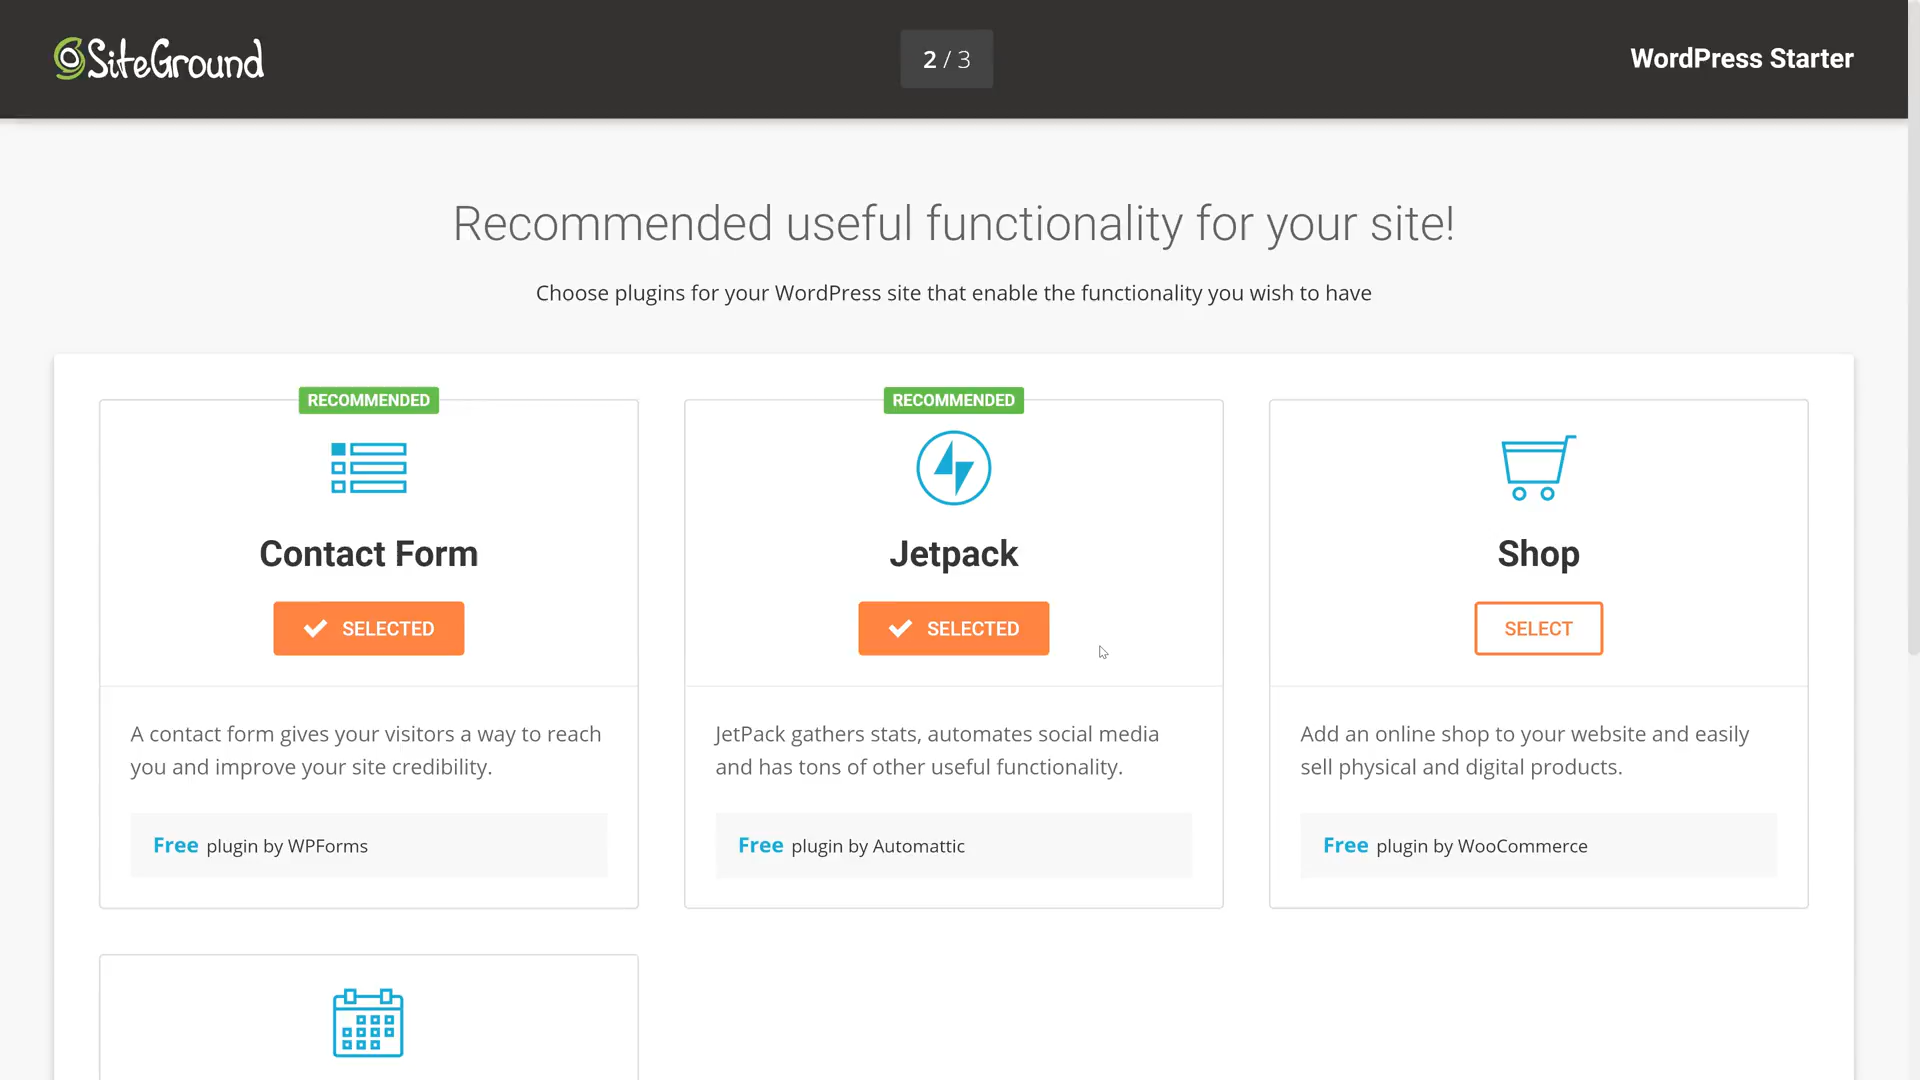 SiteGround
2 / 3
WordPress Starter
Recommended useful functionality for your site!
Choose plugins for your WordPress site that enable the functionality you wish to have
RECOMMENDED
Contact Form
SELECTED
A contact form gives your visitors a way to reach
you and improve your site credibility.
Free plugin by WPForms
RECOMMENDED
Jetpack
SELECTED
JetPack gathers stats, automates social media
and has tons of other useful functionality.
Free plugin by Automattic
Shop
SELECT
Add an online shop to your website and easily
sell physical and digital products.
Free plugin by WooCommerce